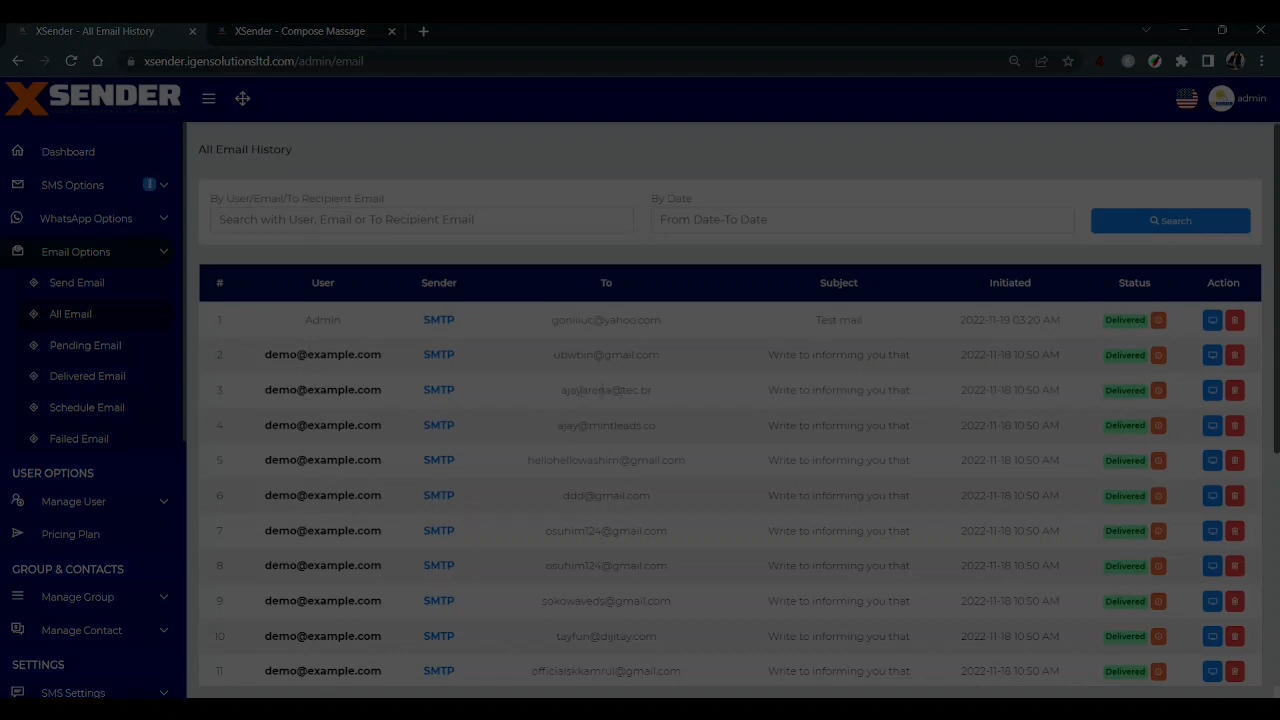 XSender - All Email History
XSender - Compose Massage
xsender.igensolutionsltd.com/admin/email
XSENDER
admin
Dashboard
SMS Options
WhatsApp Options
Email Options
Send Email
All Email
Pending Email
Delivered Email
Schedule Email
Failed Email
USER OPTIONS
Manage User
Pricing Plan
GROUP & CONTACTS
Manage Group
Manage Contact
SETTINGS
SMS Settings
All Email History
By User/Email/To Recipient Email
By Date
Search with User, Email or To Recipient Email
From Date-To Date
Search
# User Sender To Subject Initiated Status Action
1 Admin SMTP goniiiuc@yahoo.com Test mail 2022-11-19 03:20 AM Delivered
2 demo@example.com SMTP ubwbin@gmail.com Write to informing you that 2022-11-18 10:50 AM Delivered
3 demo@example.com SMTP Write to informing you that 2022-11-18 10:50 AM Delivered
4 demo@example.com SMTP ajay@mintleads.co Write to informing you that 2022-11-18 10:50 AM Delivered
5 demo@example.com SMTP hellohellowashim@gmail.com Write to informing you that 2022-11-18 10:50 AM Delivered
6 demo@example.com SMTP ddd@gmail.com Write to informing you that 2022-11-18 10:50 AM Delivered
7 demo@example.com SMTP osuhim124@gmail.com Write to informing you that 2022-11-18 10:50 AM Delivered
8 demo@example.com SMTP osuhim124@gmail.com Write to informing you that 2022-11-18 10:50 AM Delivered
9 demo@example.com SMTP sokowaveds@gmail.com Write to informing you that 2022-11-18 10:50 AM Delivered
10 demo@example.com SMTP tayfun@dijitay.com Write to informing you that 2022-11-18 10:50 AM Delivered
11 demo@example.com SMTP officialskkamrul@gmail.com Write to informing you that 2022-11-18 10:50 AM Delivered